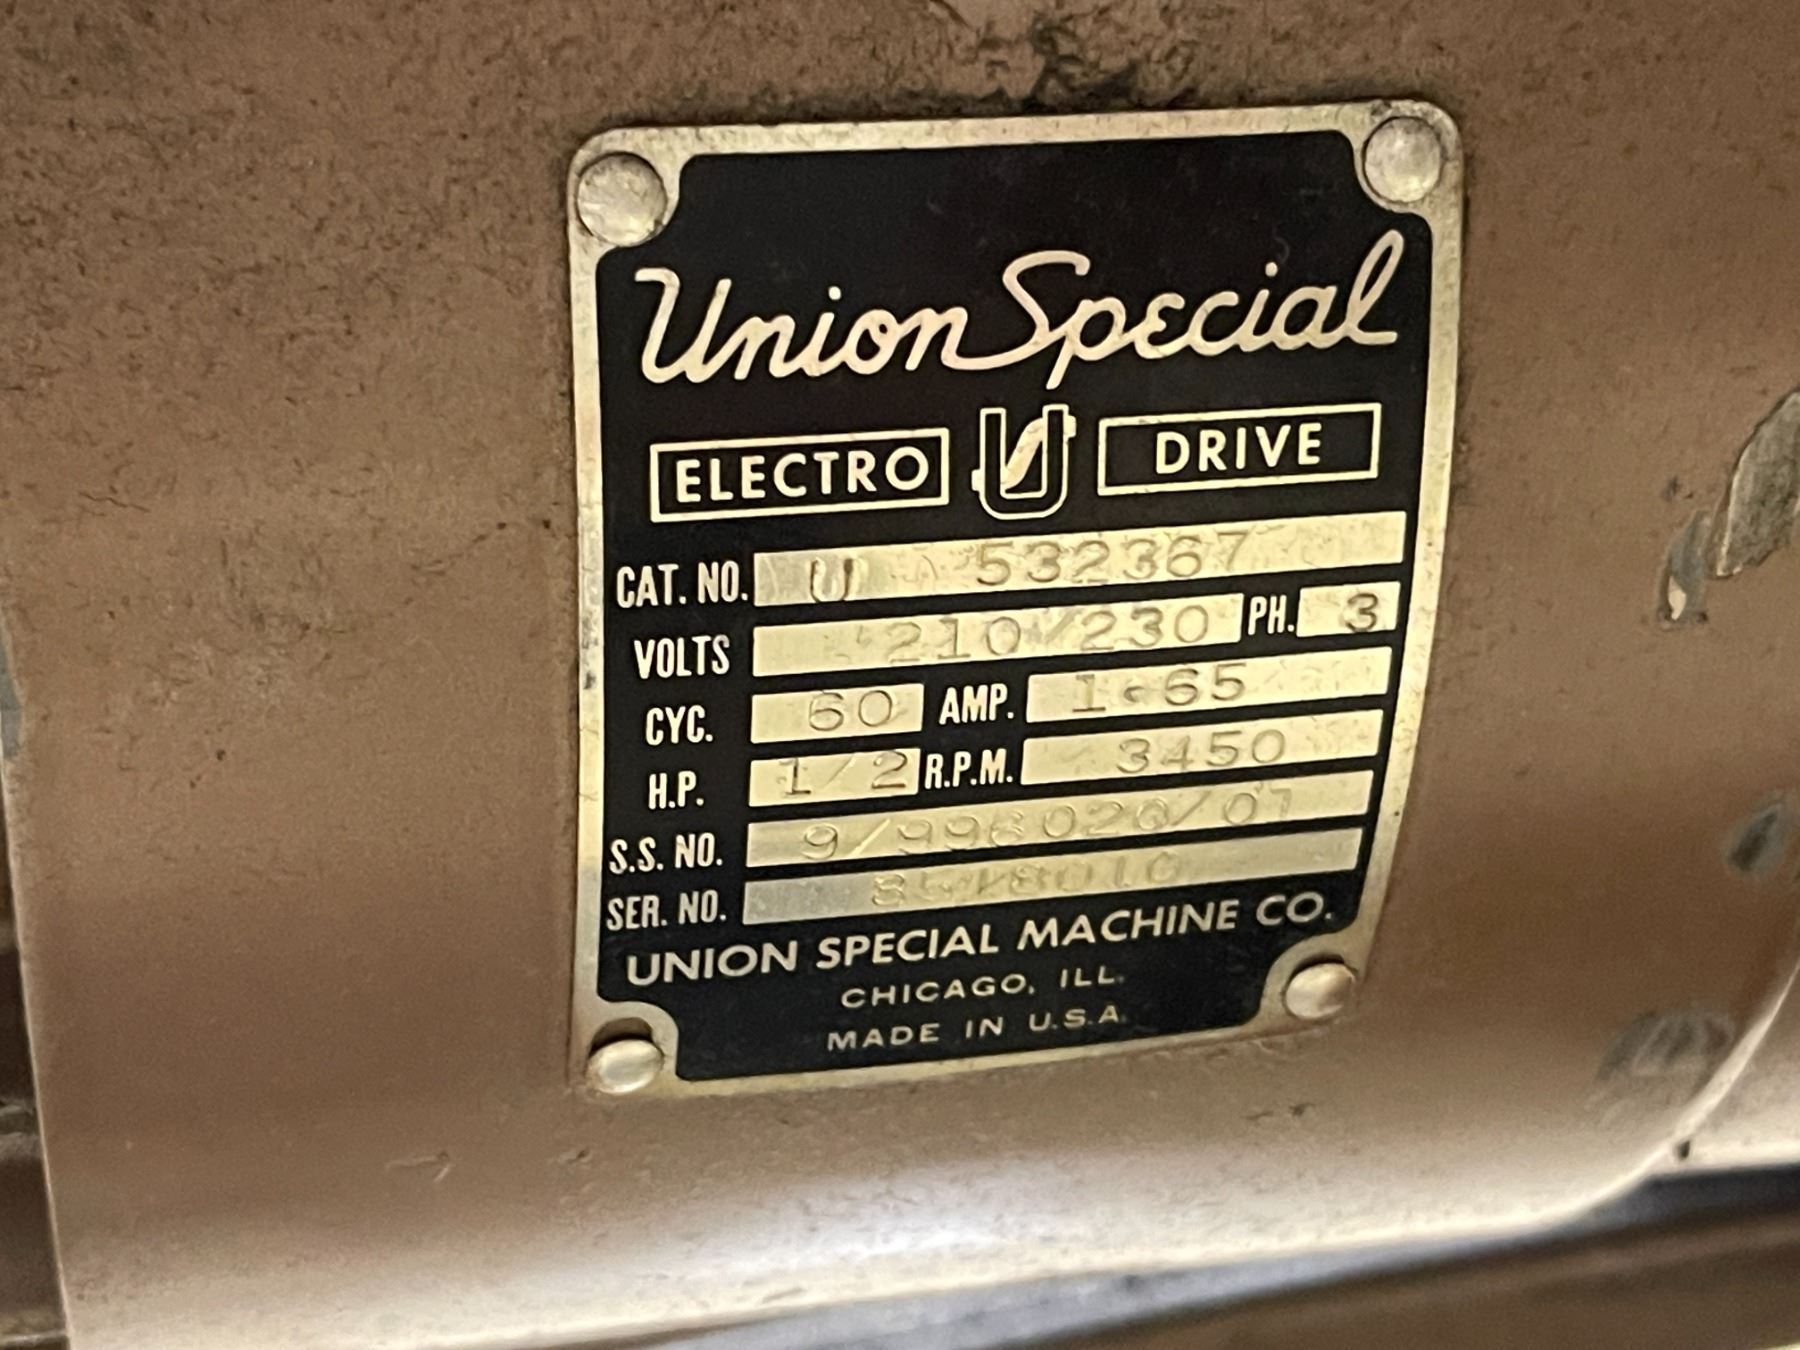 Union Special
ELECTRO DRIVE
CAT. NO. U 532367
VOLTS 210/230 PH. 3
CYC. 60 AMP. 1.65
H.P. 1/2 R.P.M. 3450
S.S. NO.
SER. NO.
UNION SPECIAL MACHINE CO.
CHICAGO, ILL.
MADE IN U.S.A.